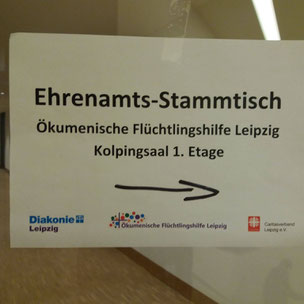 Ehrenamts-Stammtisch
Ökumenische Flüchtlingshilfe Leipzig
Kolpingsaal 1. Etage
Diakonie
Leipzig
Ökumenische Flüchtlingshilfe Leipzig
Caritasverband
Leipzig e.V.